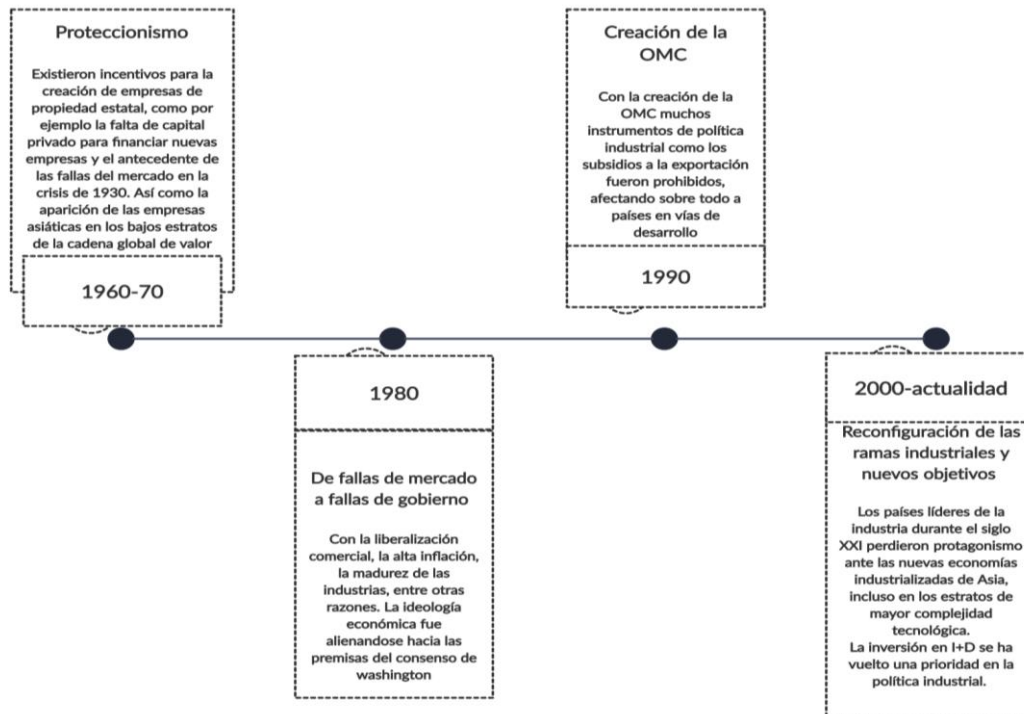 Proteccionismo
Existieron incentivos para la
creación de empresas de
propiedad estatal, como por
ejemplo la falta de capital
privado para financiar nuevas
empresas y el antecedente de
las fallas del mercado en la
crisis de 1930. Así como la
aparición de las empresas
asiáticas en los bajos estratos
de la cadena global de valor
1960-70
1980
De fallas de mercado
a fallas de gobierno
Con la liberalización
comercial, la alta inflación,
la madurez de las
industrias, entre otras
razones. La ideología
económica fue
alienandose hacia las
premisas del consenso de
washington
Creación de la
OMC
Con la creación de la
OMC muchos
instrumentos de política
industrial como los
subsidios a la exportación
fueron prohibidos,
afectando sobre todo a
países en vías de
desarrollo
1990
2000-actualidad
Reconfiguración de las
ramas industriales y
nuevos objetivos
Los países líderes de la
industria durante el siglo
XXI perdieron protagonismo
ante las nuevas economías
industrializadas de Asia,
incluso en los estratos de
mayor complejidad
tecnológica.
La inversión en I+D se ha
vuelto una prioridad en la
política industrial.